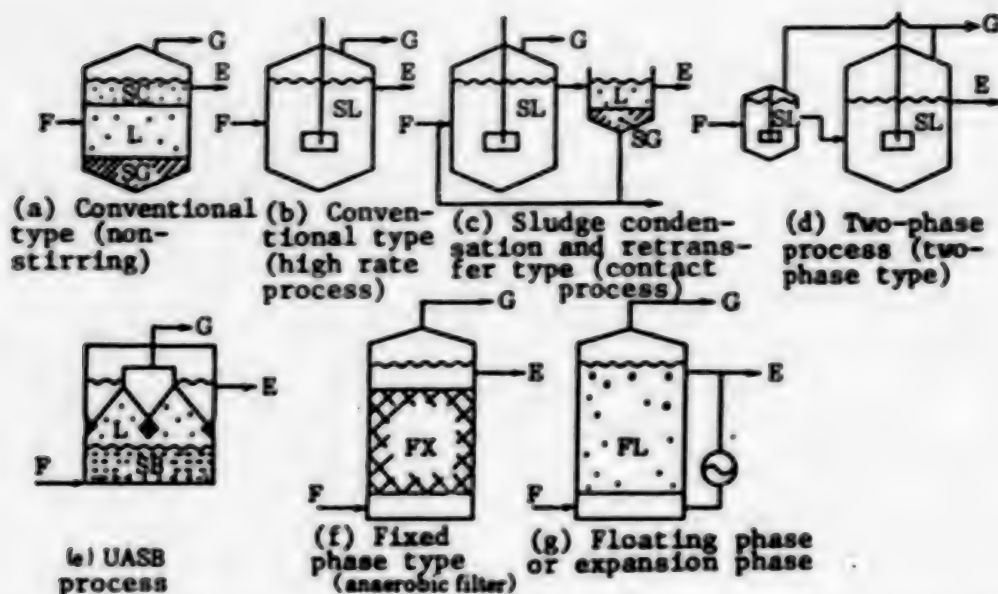 G
SC
E
F
L
SG
(a) Conventional
type (non-
stirring)
G
E
F
SL
(b) Conven-
tional type
(high rate
process)
G
F
SL
L
E
SG
(c) Sludge conden-
sation and retrans-
fer type (contact
process)
G
F
SL
SL
E
(d) Two-phase
process (two-
phase type)
G
E
L
F
SB
(e) UASB
process
G
E
FX
F
(f) Fixed
phase type
(anaerobic filter)
G
E
FL
F
(g) Floating phase
or expansion phase